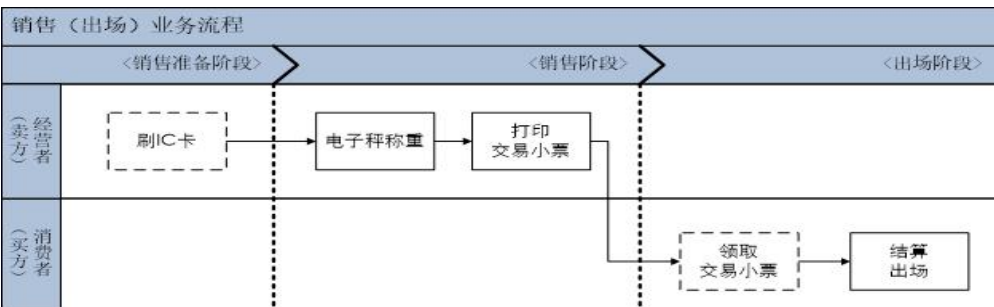 销售（出场）业务流程
<销售准备阶段>
<销售阶段>
<出场阶段>
经营者
（卖方）
刷IC卡
电子秤称重
打印
交易小票
消费者
（买方）
领取
交易小票
结算
出场